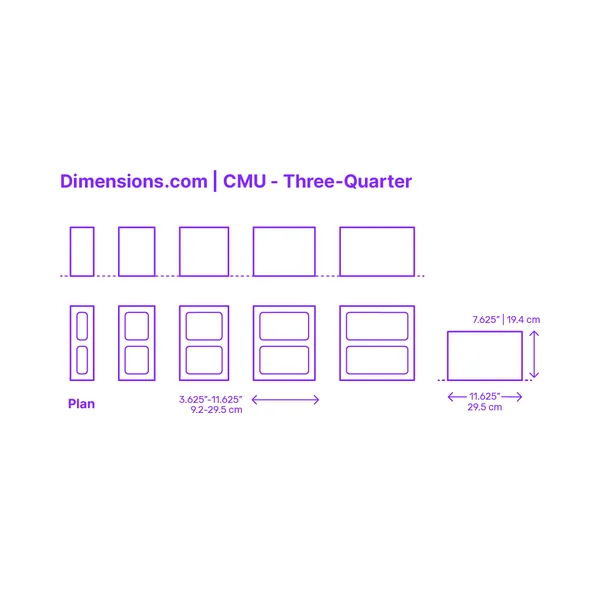 Dimensions.com | CMU - Three-Quarter
7.625” | 19.4 cm
Plan
3.625”-11.625”
9.2-29.5 cm
11.625”
29.5 cm